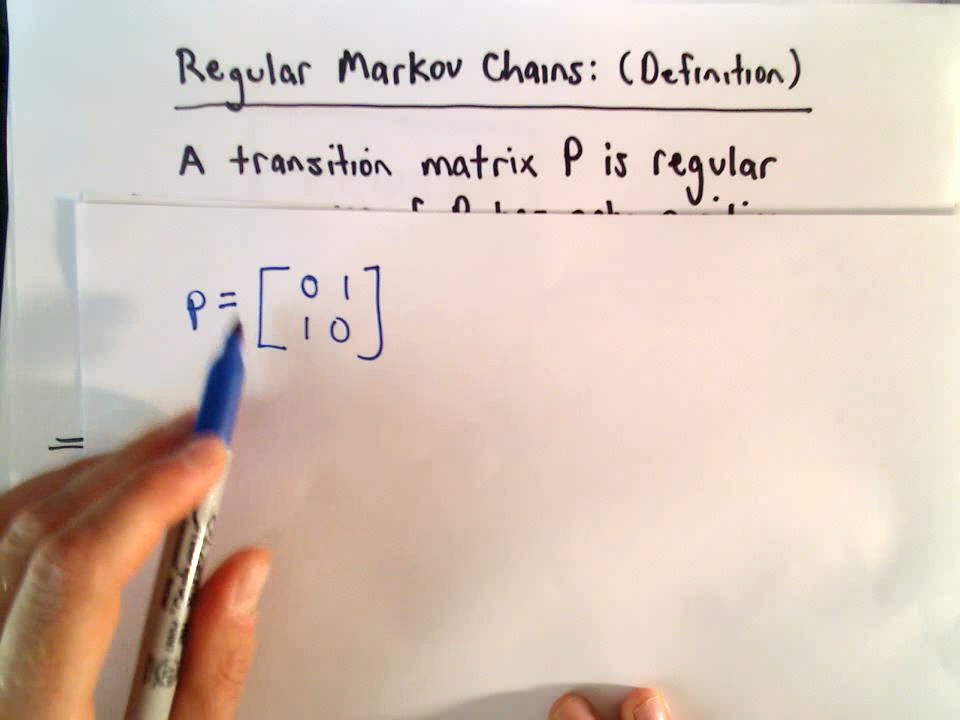 Regular Markov Chains: (Definition)
A transition matrix P is regular
P = [ 0 1
1 0 ]
=